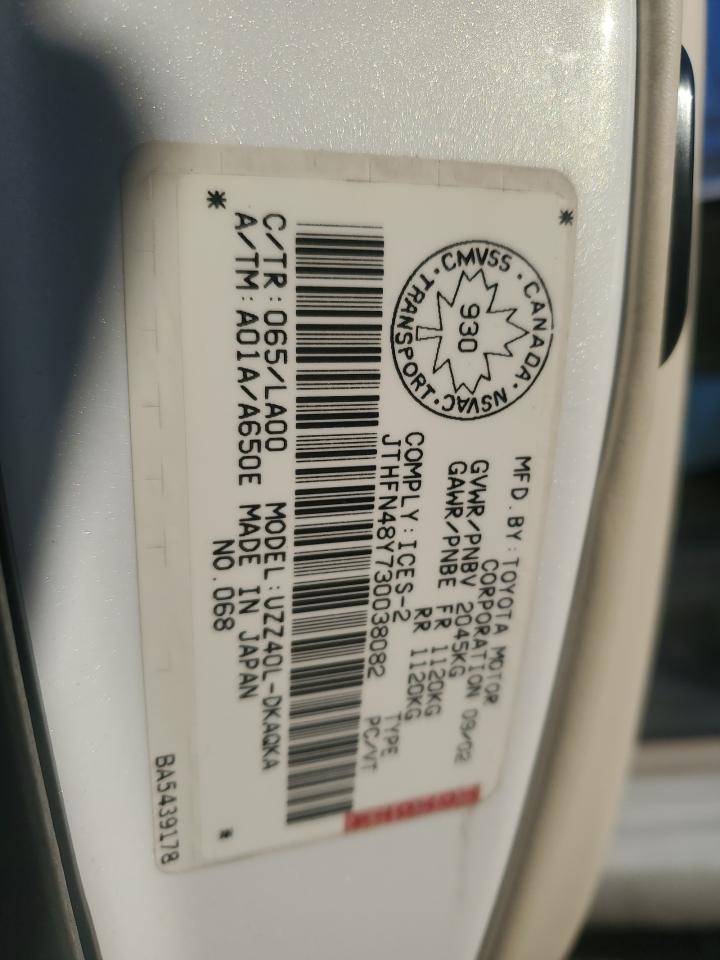 MFD. BY: TOYOTA MOTOR
CORPORATION 09/02
GVWR/PNBV 2045KG
GAWR/PNBE FR 1120KG
RR 1120KG
COMPLY: ICES-2
JTHFN48Y730038082
TYPE
PC/VT
· CMVSS · CANADA · NSVAC · TRANSPORT
930
C/TR: 065/LA00 MODEL: UZZ40L-DKAQKA
A/TM: A01A/A650E MADE IN JAPAN
NO. 068
BA5439178